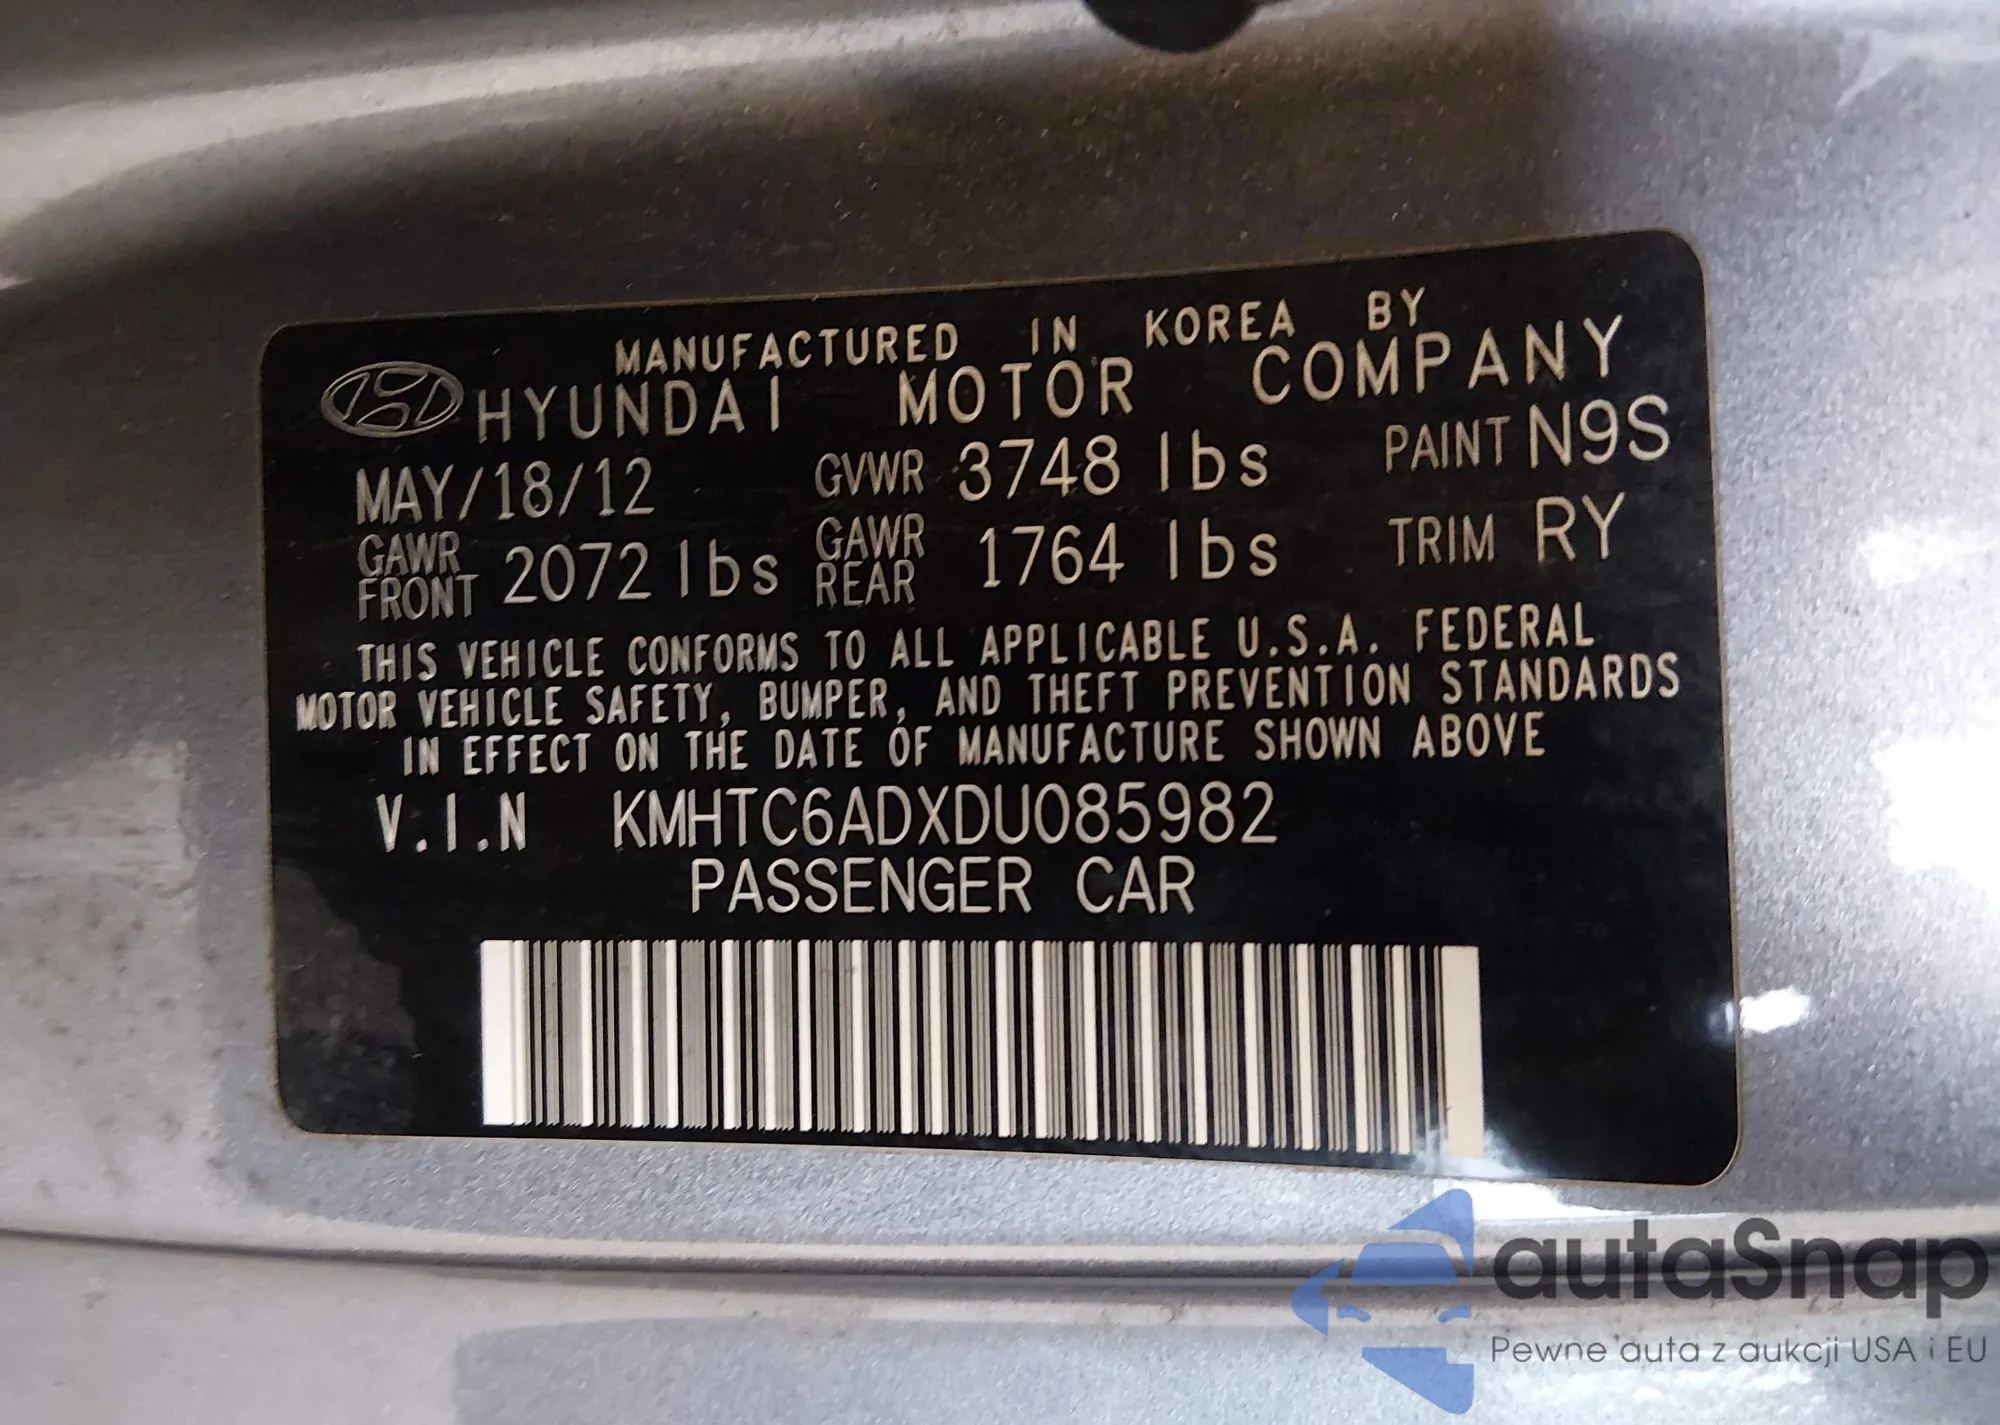 MANUFACTURED IN KOREA BY
HYUNDAI MOTOR COMPANY
MAY/18/12 GVWR 3748 lbs PAINT N9S
GAWR FRONT 2072 lbs GAWR REAR 1764 lbs TRIM RY
THIS VEHICLE CONFORMS TO ALL APPLICABLE U.S.A. FEDERAL
MOTOR VEHICLE SAFETY, BUMPER, AND THEFT PREVENTION STANDARDS
IN EFFECT ON THE DATE OF MANUFACTURE SHOWN ABOVE
V.I.N KMHTC6ADXDU085982
PASSENGER CAR
autaSnap
Pewne auta z aukcji USA i EU